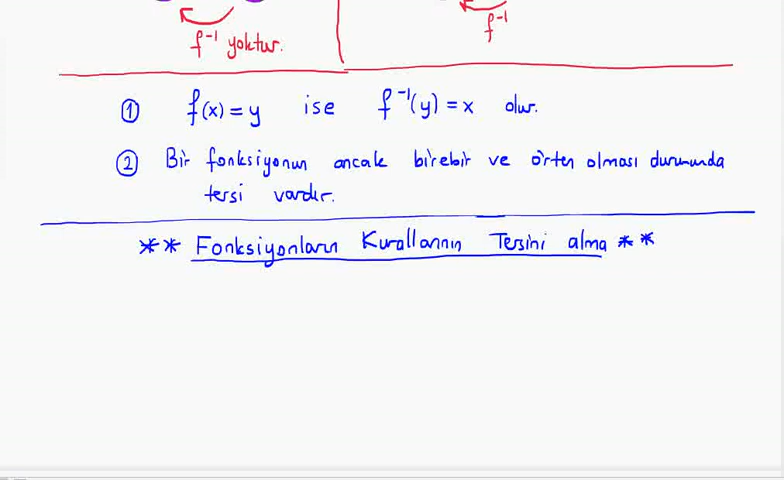 f⁻¹ yoktur.
f⁻¹
① f(x) = y ise f⁻¹(y) = x olur.
② Bir fonksiyonun ancak birebir ve örten olması durumunda
tersi vardır.
** Fonksiyonların Kurallarının Tersini alma **